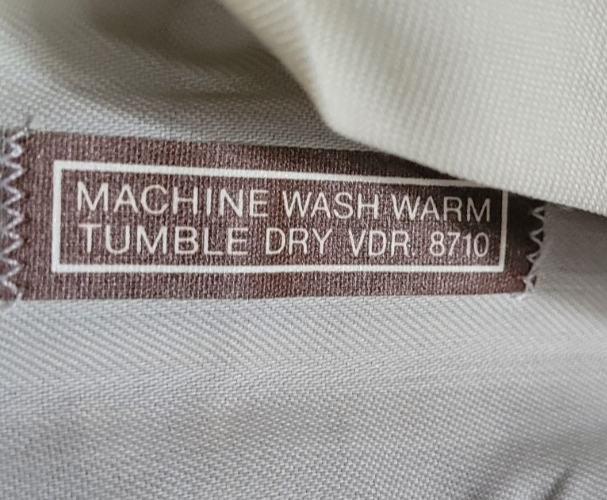 MACHINE WASH WARM
TUMBLE DRY VDR. 8710